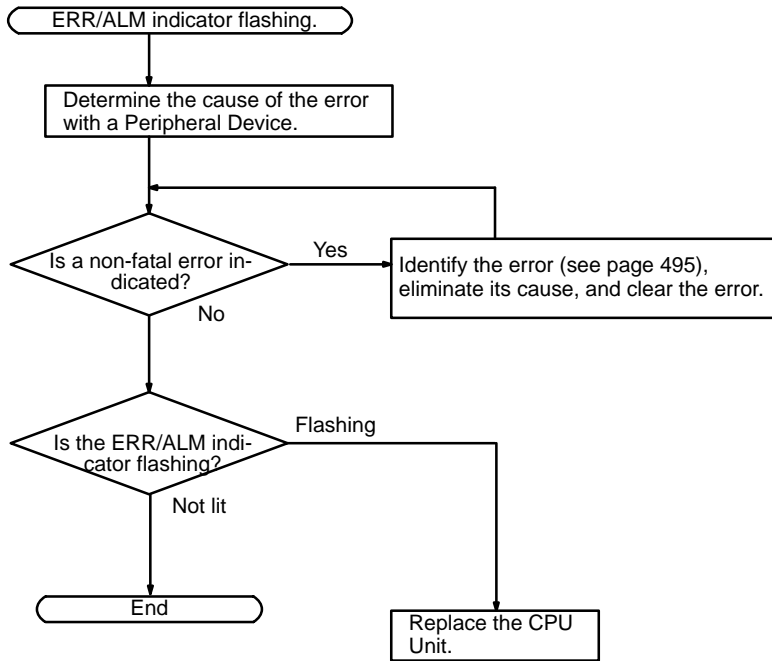 ERR/ALM indicator flashing.
Determine the cause of the error
with a Peripheral Device.
Is a non-fatal error in-
dicated?
Yes
Identify the error (see page 495),
eliminate its cause, and clear the error.
No
Is the ERR/ALM indi-
cator flashing?
Flashing
Not lit
End
Replace the CPU
Unit.